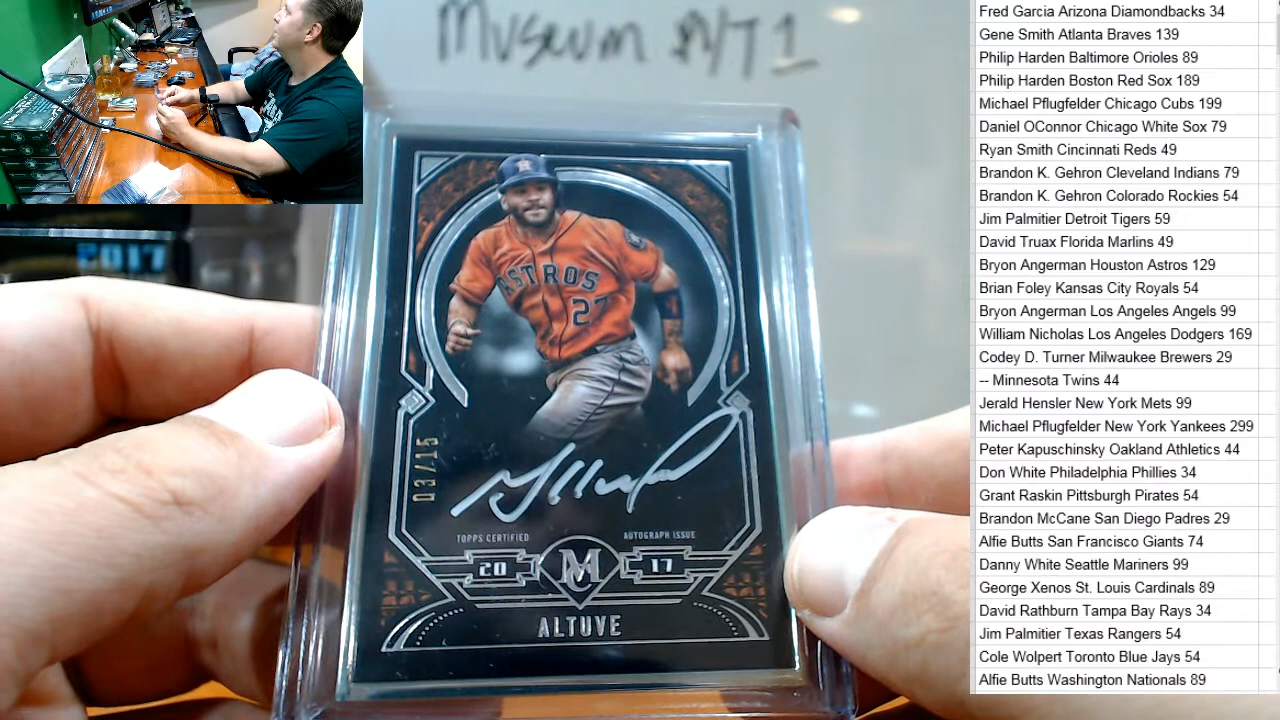 Museum
2017
ASTROS
27
03/15
TOPPS CERTIFIED
AUTOGRAPH ISSUE
20 M 17
ALTUVE
Fred Garcia Arizona Diamondbacks 34
Gene Smith Atlanta Braves 139
Philip Harden Baltimore Orioles 89
Philip Harden Boston Red Sox 189
Michael Pflugfelder Chicago Cubs 199
Daniel OConnor Chicago White Sox 79
Ryan Smith Cincinnati Reds 49
Brandon K. Gehron Cleveland Indians 79
Brandon K. Gehron Colorado Rockies 54
Jim Palmitier Detroit Tigers 59
David Truax Florida Marlins 49
Bryon Angerman Houston Astros 129
Brian Foley Kansas City Royals 54
Bryon Angerman Los Angeles Angels 99
William Nicholas Los Angeles Dodgers 169
Codey D. Turner Milwaukee Brewers 29
-- Minnesota Twins 44
Jerald Hensler New York Mets 99
Michael Pflugfelder New York Yankees 299
Peter Kapuschinsky Oakland Athletics 44
Don White Philadelphia Phillies 34
Grant Raskin Pittsburgh Pirates 54
Brandon McCane San Diego Padres 29
Alfie Butts San Francisco Giants 74
Danny White Seattle Mariners 99
George Xenos St. Louis Cardinals 89
David Rathburn Tampa Bay Rays 34
Jim Palmitier Texas Rangers 54
Cole Wolpert Toronto Blue Jays 54
Alfie Butts Washington Nationals 89